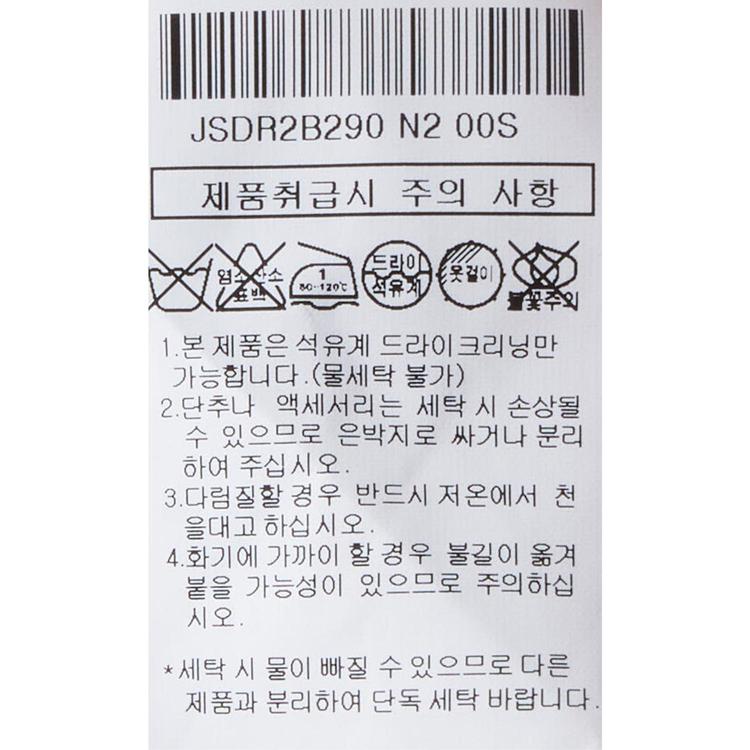 JSDR2B290 N2 00S
제품취급시 주의 사항
염소산소
표백
1
80~120℃
드라이
석유계
옷걸이
불꽃주의
1.본 제품은 석유계 드라이크리닝만
가능합니다.(물세탁 불가)
2.단추나 액세서리는 세탁 시 손상될
수 있으므로 은박지로 싸거나 분리
하여 주십시오.
3.다림질할 경우 반드시 저온에서 천
을대고 하십시오.
4.화기에 가까이 할 경우 불길이 옮겨
붙을 가능성이 있으므로 주의하십
시오.
*세탁 시 물이 빠질 수 있으므로 다른
제품과 분리하여 단독 세탁 바랍니다.